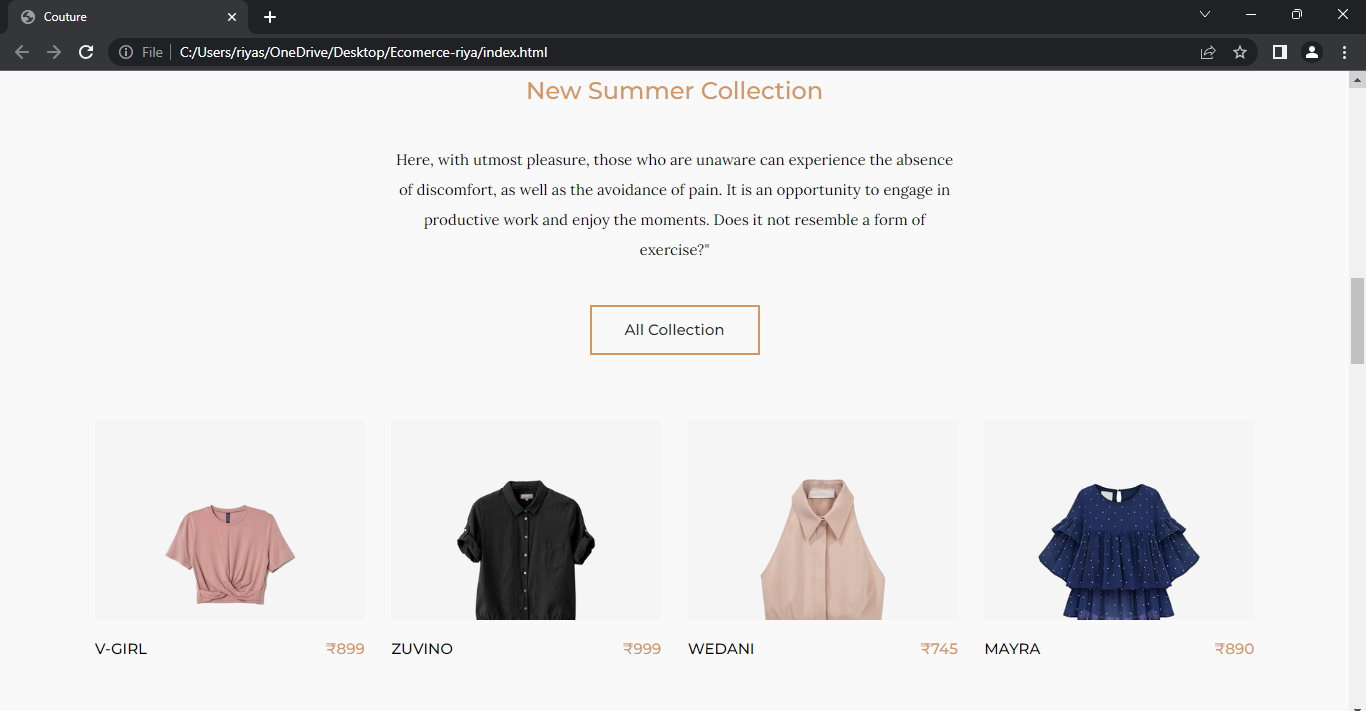 Couture
File
C:/Users/riyas/OneDrive/Desktop/Ecomerce-riya/index.html
New Summer Collection
Here, with utmost pleasure, those who are unaware can experience the absence
of discomfort, as well as the avoidance of pain. It is an opportunity to engage in
productive work and enjoy the moments. Does it not resemble a form of
exercise?"
All Collection
V-GIRL ₹899 ZUVINO ₹999 WEDANI ₹745 MAYRA ₹890